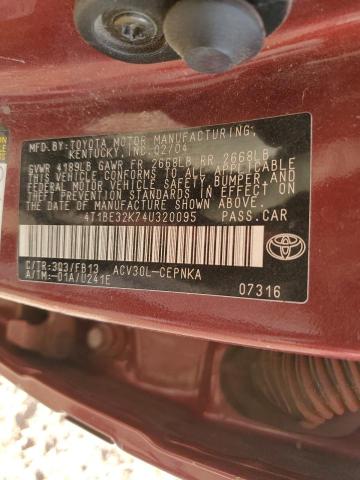 MFD.BY:TOYOTA MOTOR MANUFACTURING,
KENTUCKY,INC.02/04
GVWR 4189LB GAWR FR 2668LB RR 2668LB
THIS VEHICLE CONFORMS TO ALL APPLICABLE
FEDERAL MOTOR VEHICLE SAFETY, BUMPER AND
THEFT PREVENTION STANDARDS IN EFFECT ON
THE DATE OF MANUFACTURE SHOWN ABOVE.
4T1BE32K74U320095 PASS.CAR
C/TR:3Q3/FB13 ACV30L-CEPNKA
A/TM:-01A/U241E
07316